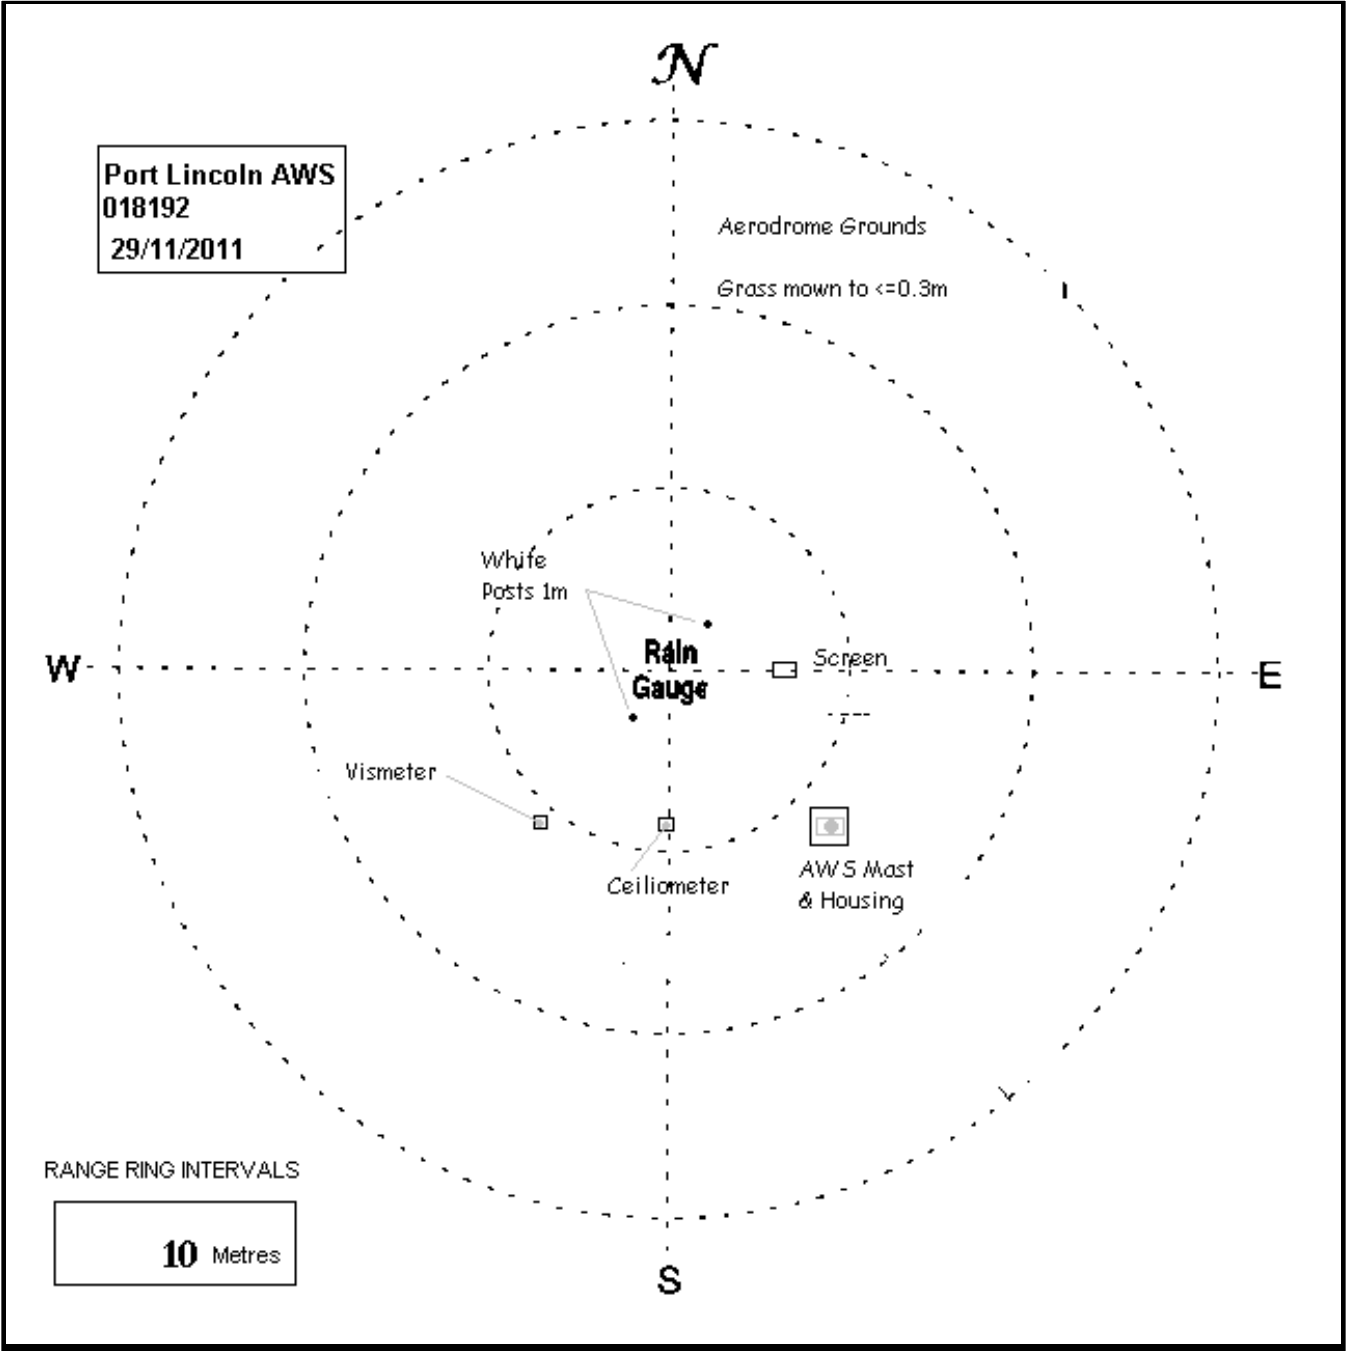 N
Port Lincoln AWS
018192
29/11/2011
Aerodrome Grounds
Grass mown to <=0.3m
White
Posts 1m
Rain
Gauge
Screen
W
E
Vismeter
Ceiliometer
AWS Mast
& Housing
RANGE RING INTERVALS
10 Metres
S